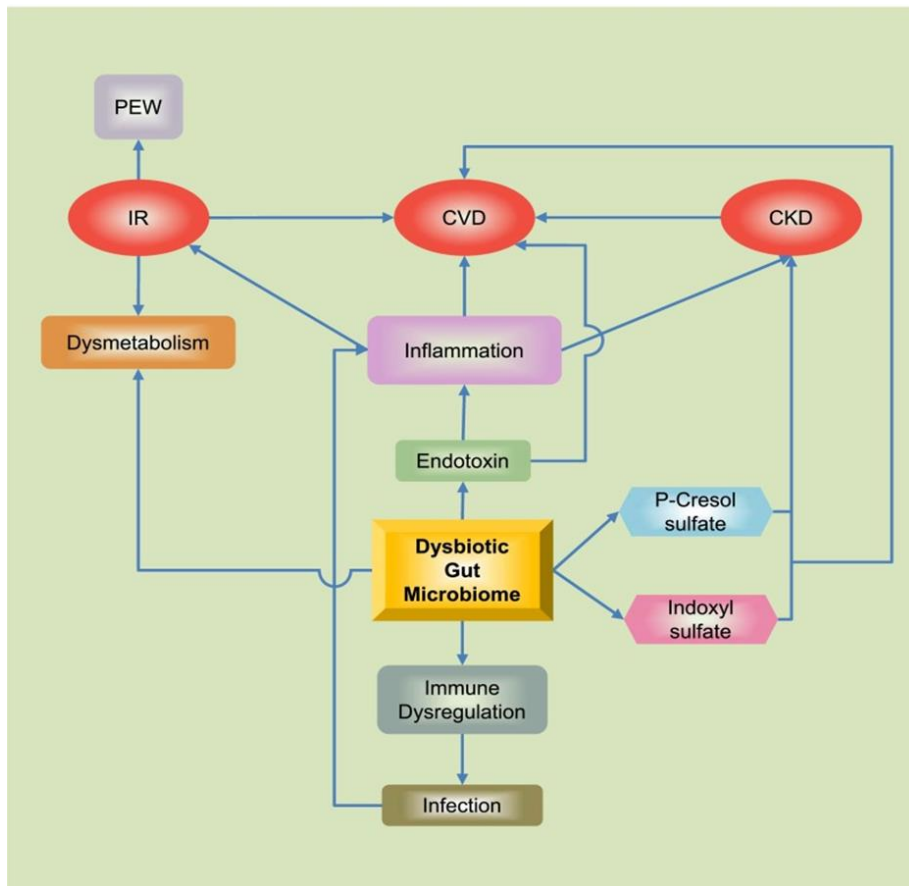 PEW
IR
CVD
CKD
Dysmetabolism
Inflammation
Endotoxin
P-Cresol
sulfate
Dysbiotic
Gut
Microbiome
Indoxyl
sulfate
Immune
Dysregulation
Infection